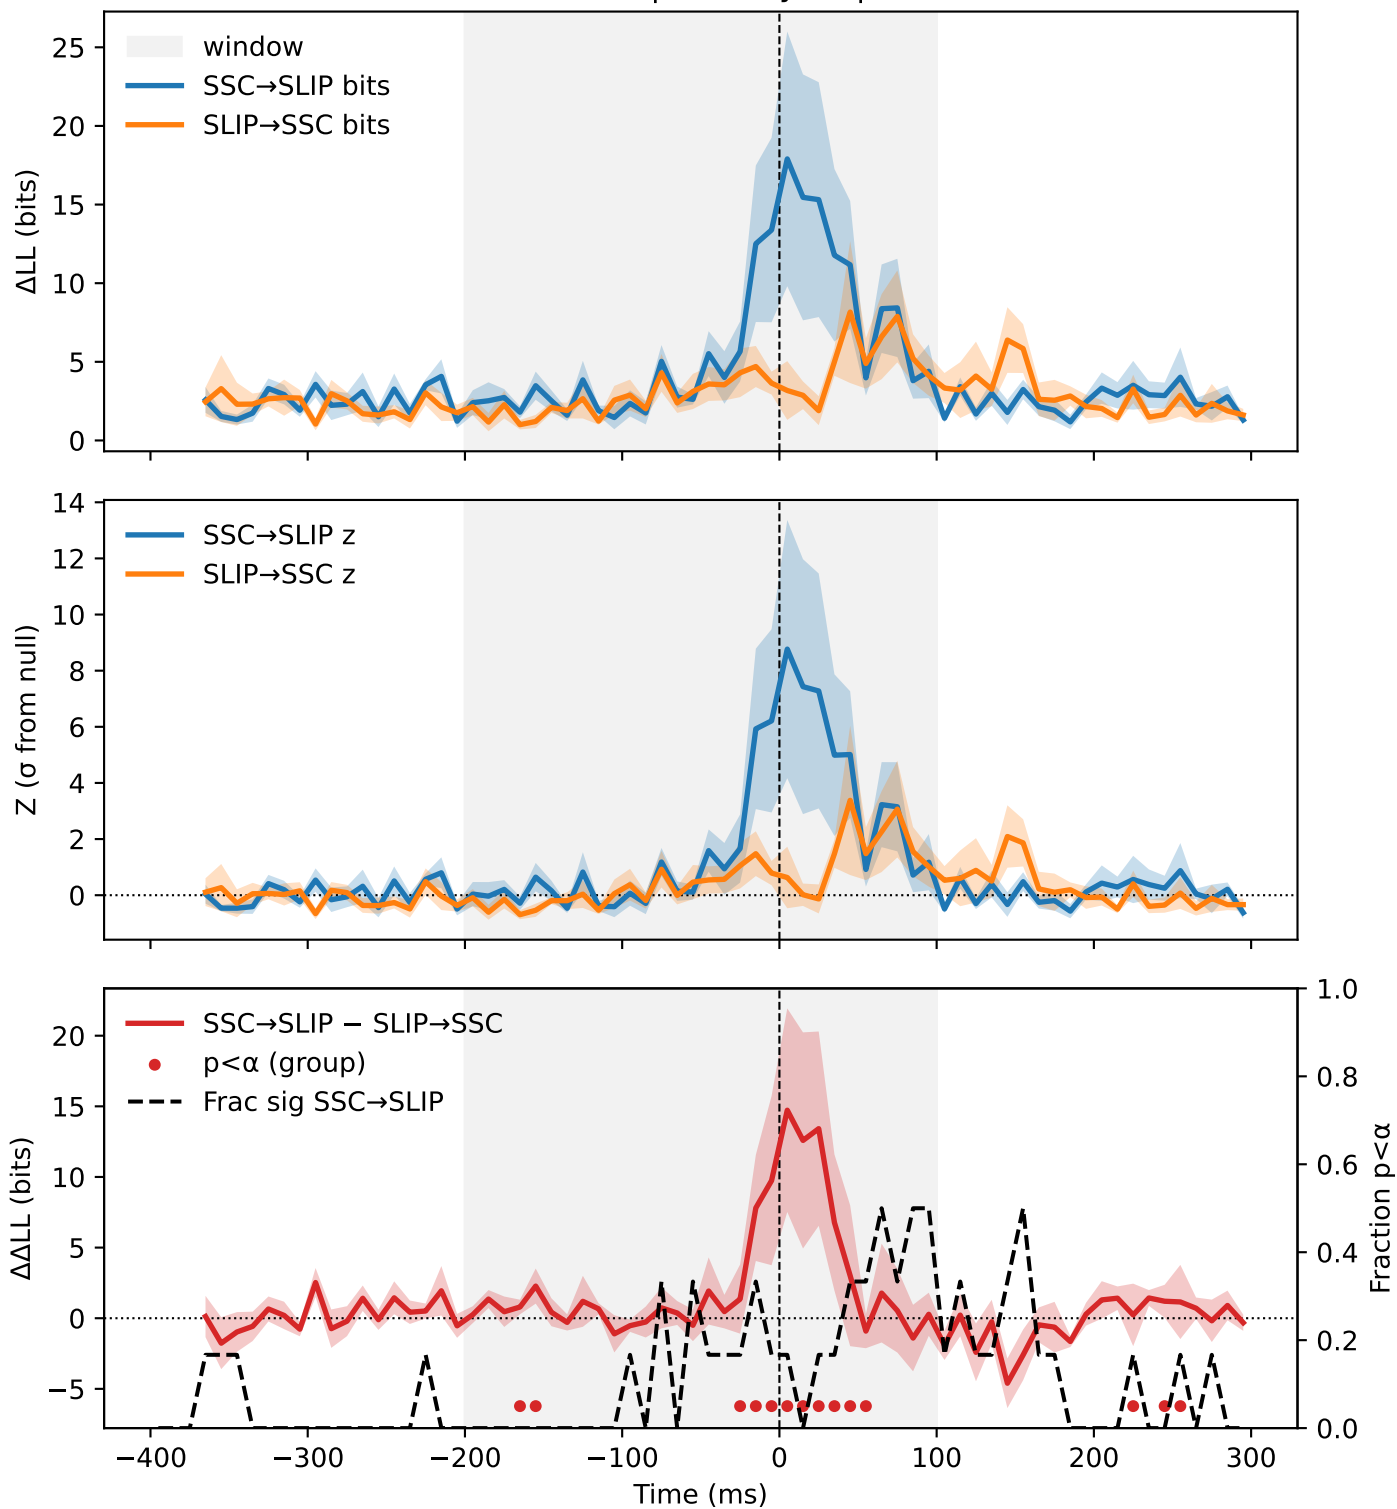 window
SSC→SLIP bits
SLIP→SSC bits
ΔLL (bits)
25
20
15
10
5
0
SSC→SLIP z
SLIP→SSC z
Z (σ from null)
14
12
10
8
6
4
2
0
SSC→SLIP − SLIP→SSC
p<α (group)
Frac sig SSC→SLIP
ΔΔLL (bits)
20
15
10
5
0
−5
1.0
0.8
0.6
0.4
0.2
0.0
Fraction p<α
−400 −300 −200 −100 0 100 200 300
Time (ms)